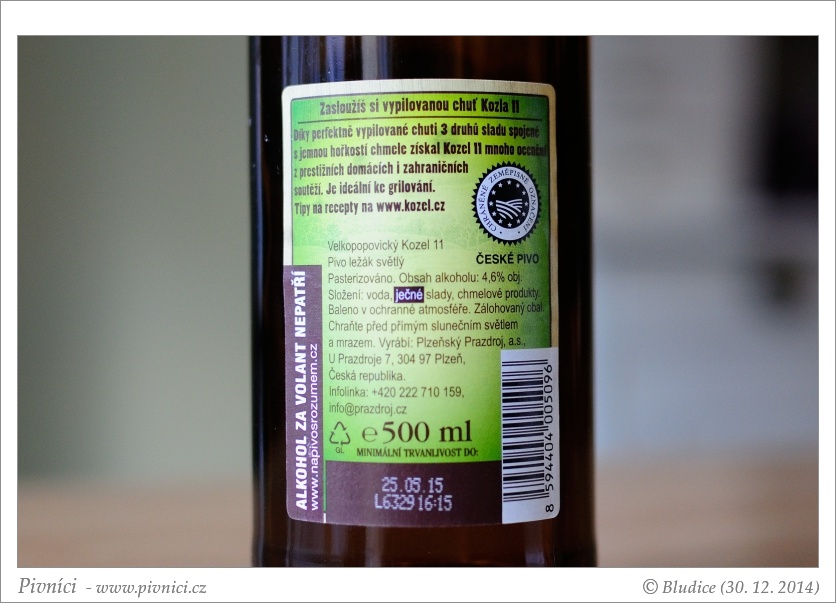 Zasloužíš si vypilovanou chuť Kozla 11
Díky perfektně vypilované chuti 3 druhů sladu spojené
s jemnou hořkostí chmele získal Kozel 11 mnoho ocenění
z prestižních domácích i zahraničních
soutěží. Je ideální ke grilování.
Tipy na recepty na www.kozel.cz
CHRÁNĚNÉ ZEMĚPISNÉ OZNAČENÍ
ČESKÉ PIVO
Velkopopovický Kozel 11
Pivo ležák světlý
Pasterizováno. Obsah alkoholu: 4,6% obj.
Složení: voda, ječné slady, chmelové produkty.
Baleno v ochranné atmosféře. Zálohovaný obal.
Chraňte před přímým slunečním světlem
a mrazem. Vyrábí: Plzeňský Prazdroj, a.s.,
U Prazdroje 7, 304 97 Plzeň,
Česká republika.
Infolinka: +420 222 710 159,
info@prazdroj.cz
GL
℮500 ml
MINIMÁLNÍ TRVANLIVOST DO:
25.05.15
L6329 16:15
ALKOHOL ZA VOLANT NEPATŘÍ
www.napivosrozumem.cz
8 594404 005096
Pivníci - www.pivnici.cz
© Bludice (30. 12. 2014)